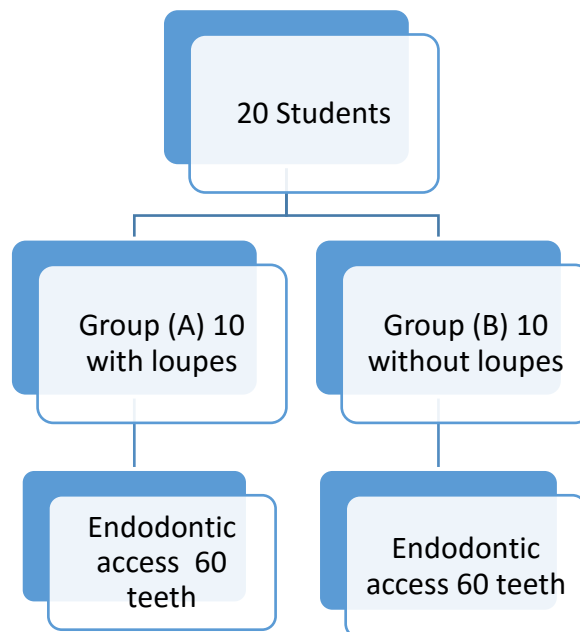 20 Students
Group (A) 10
with loupes
Group (B) 10
without loupes
Endodontic
access 60
teeth
Endodontic
access 60 teeth